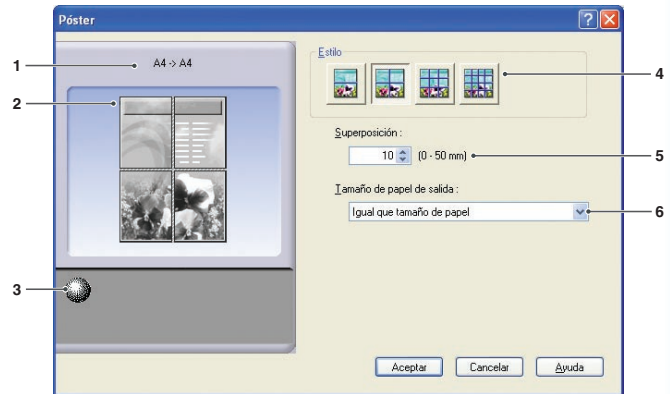 Póster
1
A4 -> A4
2
3
Estilo
4
Superposición :
10 (0 - 50 mm)
5
Tamaño de papel de salida :
Igual que tamaño de papel
6
Aceptar
Cancelar
Ayuda